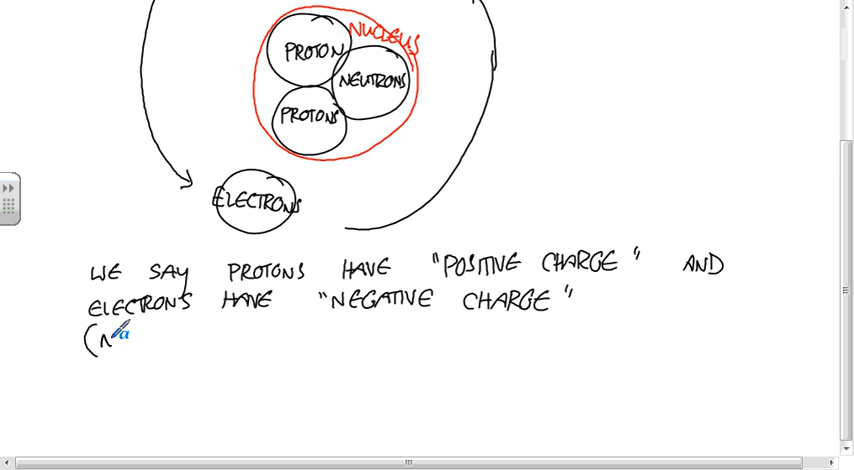 NUCLEUS
PROTON
NEUTRONS
PROTONS
ELECTRONS
WE SAY PROTONS HAVE "POSITIVE CHARGE" AND
ELECTRONS HAVE "NEGATIVE CHARGE"
(N